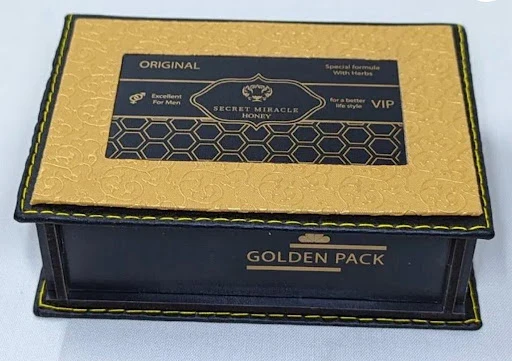 ORIGINAL
Special formula
With Herbs
Excellent
For Men
SECRET MIRACLE
HONEY
for a better
life style
VIP
GOLDEN PACK